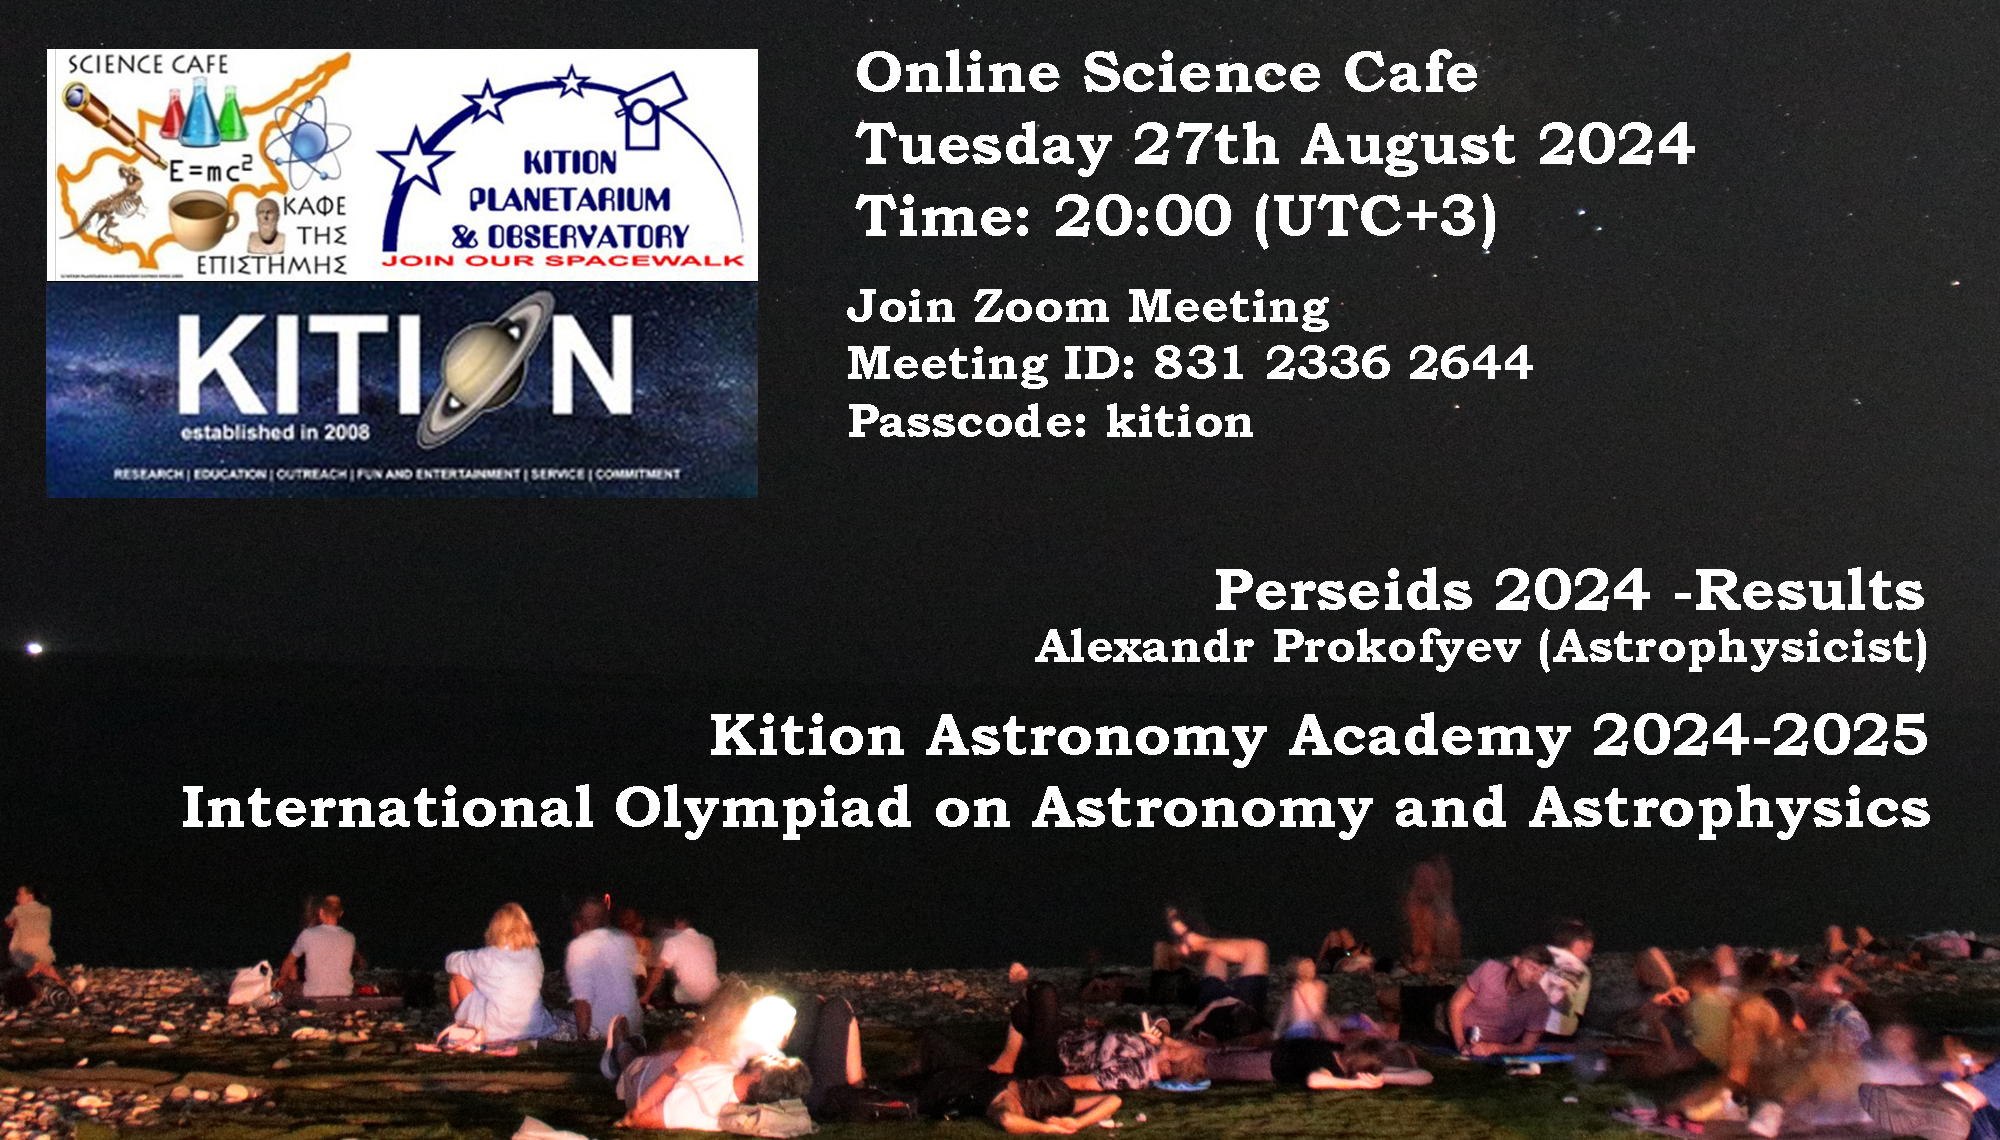 SCIENCE CAFE
E=mc²
ΚΑΦΕ
ΤΗΣ
ΕΠΙΣΤΗΜΗΣ
KITION
PLANETARIUM
& OBSERVATORY
JOIN OUR SPACEWALK
KITION
established in 2008
RESEARCH | EDUCATION | OUTREACH | FUN AND ENTERTAINMENT | SERVICE | COMMITMENT
Online Science Cafe
Tuesday 27th August 2024
Time: 20:00 (UTC+3)
Join Zoom Meeting
Meeting ID: 831 2336 2644
Passcode: kition
Perseids 2024 -Results
Alexandr Prokofyev (Astrophysicist)
Kition Astronomy Academy 2024-2025
International Olympiad on Astronomy and Astrophysics